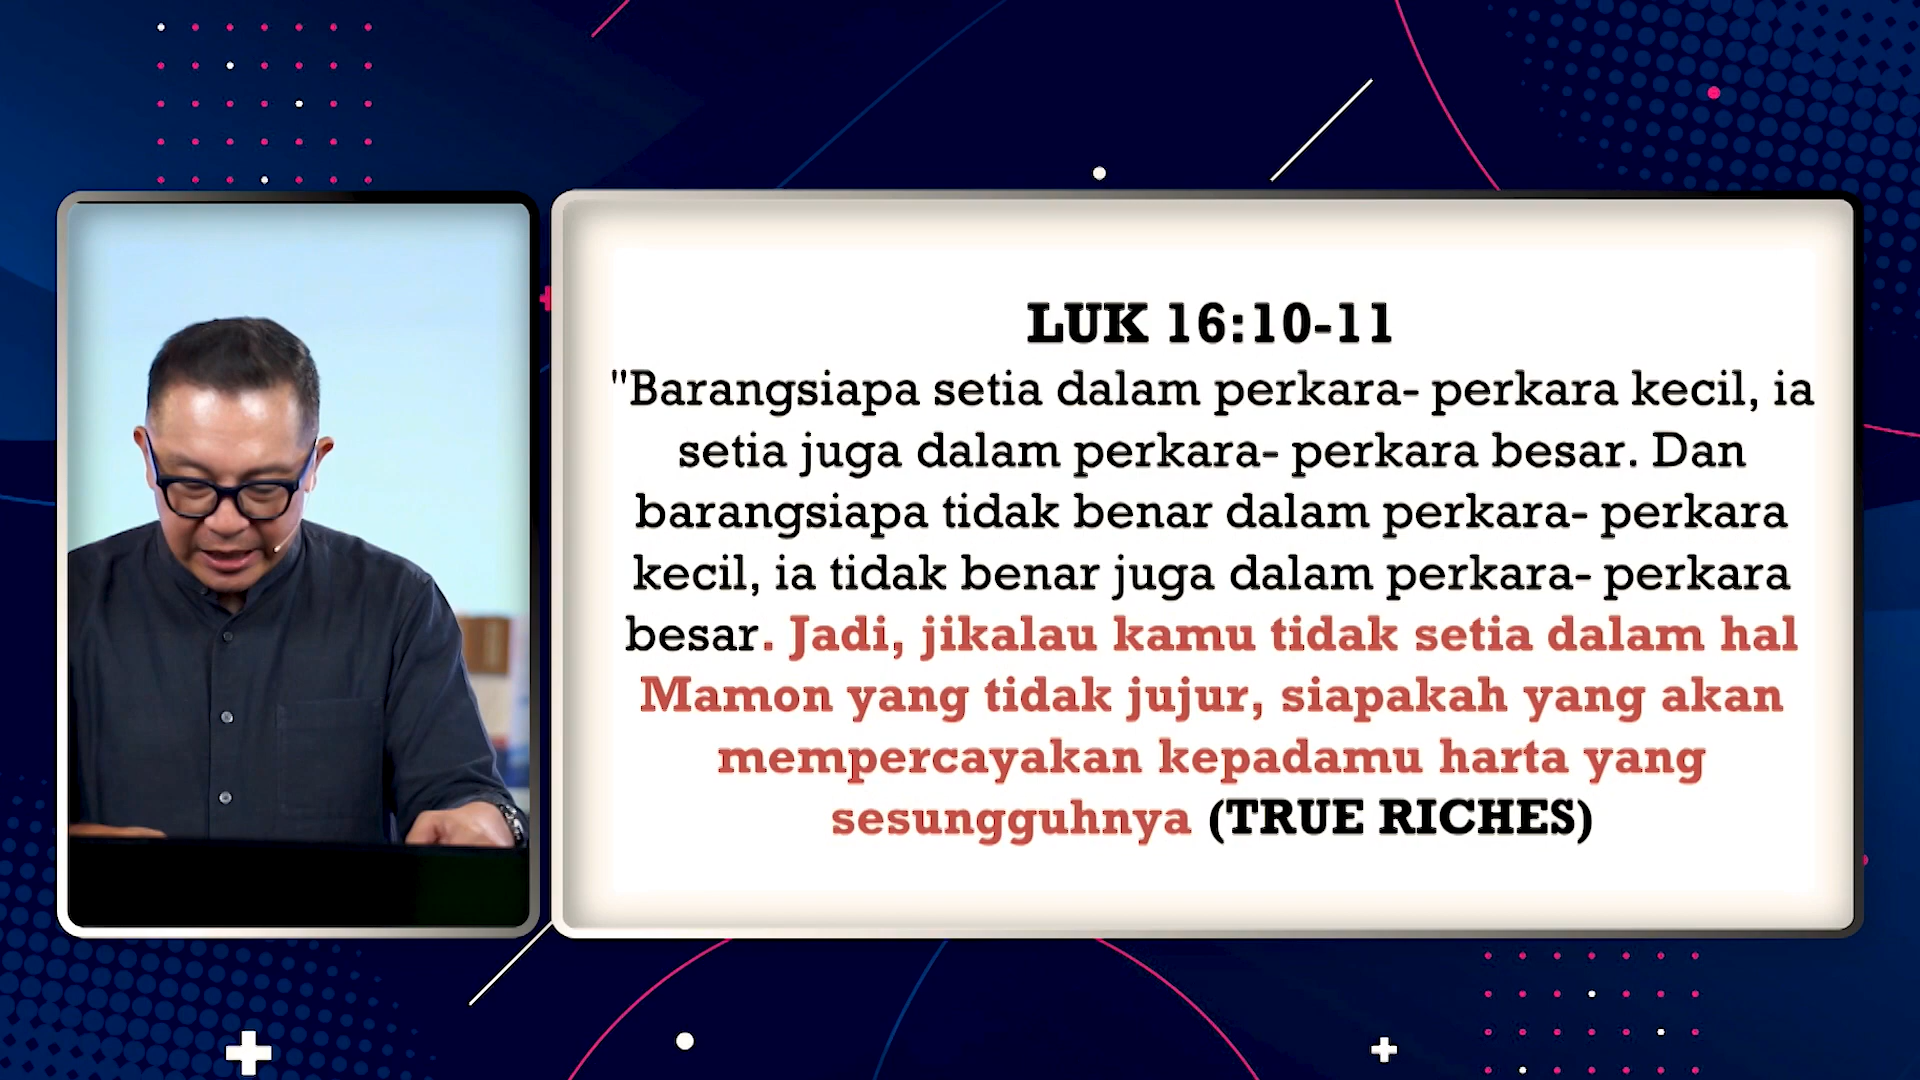 LUK 16:10-11
"Barangsiapa setia dalam perkara- perkara kecil, ia
setia juga dalam perkara- perkara besar. Dan
barangsiapa tidak benar dalam perkara- perkara
kecil, ia tidak benar juga dalam perkara- perkara
besar. Jadi, jikalau kamu tidak setia dalam hal
Mamon yang tidak jujur, siapakah yang akan
mempercayakan kepadamu harta yang
sesungguhnya (TRUE RICHES)